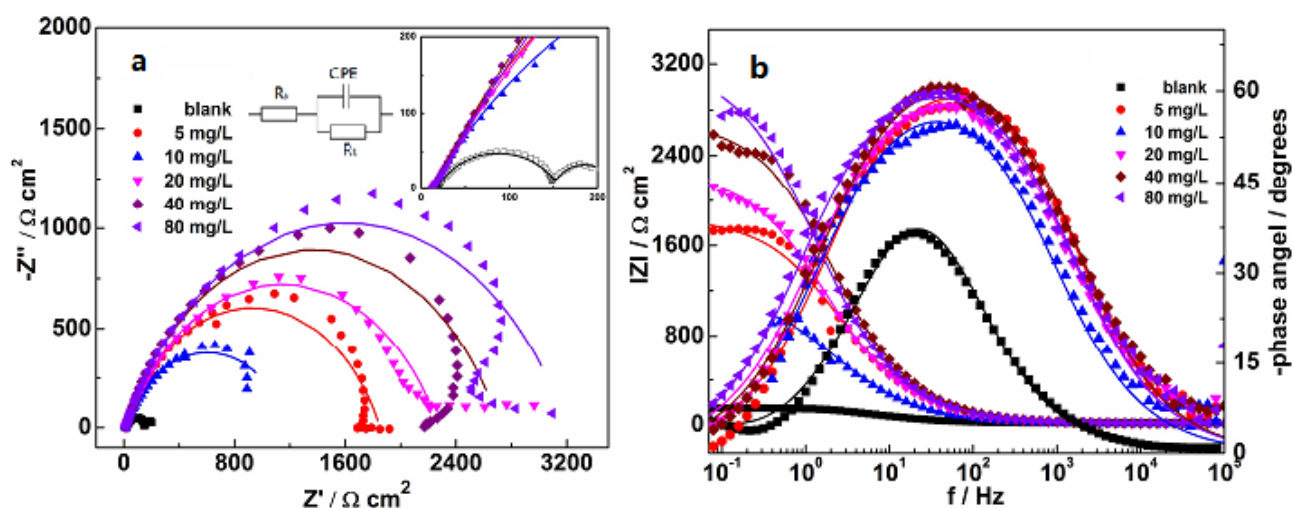 2000
1500
1000
500
0
-Z'' / Ω cm²
a
blank
5 mg/L
10 mg/L
20 mg/L
40 mg/L
80 mg/L
CPE
Rs
Rt
200
100
0
0 100 200
0 800 1600 2400 3200
Z' / Ω cm²
b
3200
2400
1600
800
0
|Z| / Ω cm²
blank
5 mg/L
10 mg/L
20 mg/L
40 mg/L
80 mg/L
60
45
30
15
0
-phase angel / degrees
10⁻¹ 10⁰ 10¹ 10² 10³ 10⁴ 10⁵
f / Hz